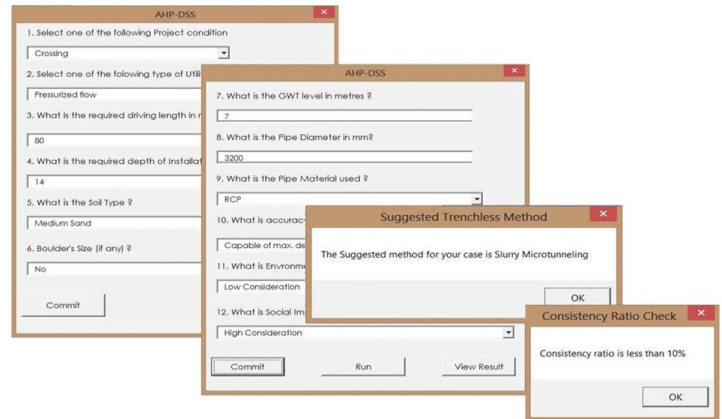 AHP-DSS
1. Select one of the following Project condition
Crossing
2. Select one of the folowing type of Utili
Pressurized flow
3. What is the required driving length in
80
4. What is the required depth of Installat
14
5. What is the Soil Type ?
Medium Sand
6. Boulder's Size (if any) ?
No
Commit
AHP-DSS
7. What is the GWT level in metres ?
7
8. What is the Pipe Diameter in mm?
3200
9. What is the Pipe Material used ?
RCP
10. What is accurac
Capable of max. de
11. What is Envronme
Low Consideration
12. What is Social Im
High Consideration
Commit Run View Result
Suggested Trenchless Method
The Suggested method for your case is Slurry Microtunneling
OK
Consistency Ratio Check
Consistency ratio is less than 10%
OK